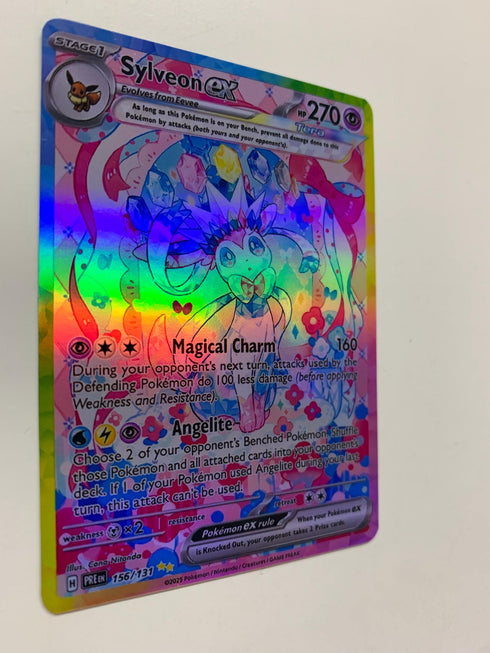 STAGE 1
Sylveon ex
HP 270
Evolves from Eevee
Tera
As long as this Pokémon is on your Bench, prevent all damage done to this
Pokémon by attacks (both yours and your opponent's).
Magical Charm 160
During your opponent's next turn, attacks used by the
Defending Pokémon do 100 less damage (before applying
Weakness and Resistance).
Angelite
Choose 2 of your opponent's Benched Pokémon. Shuffle
those Pokémon and all attached cards into your opponent's
deck. If 1 of your Pokémon used Angelite during your last
turn, this attack can't be used.
weakness ×2 resistance retreat
Pokémon ex rule
When your Pokémon ex
is Knocked Out, your opponent takes 2 Prize cards.
Illus. Cona Nitanda
H PRE EN 156/131
©2025 Pokémon / Nintendo / Creatures / GAME FREAK